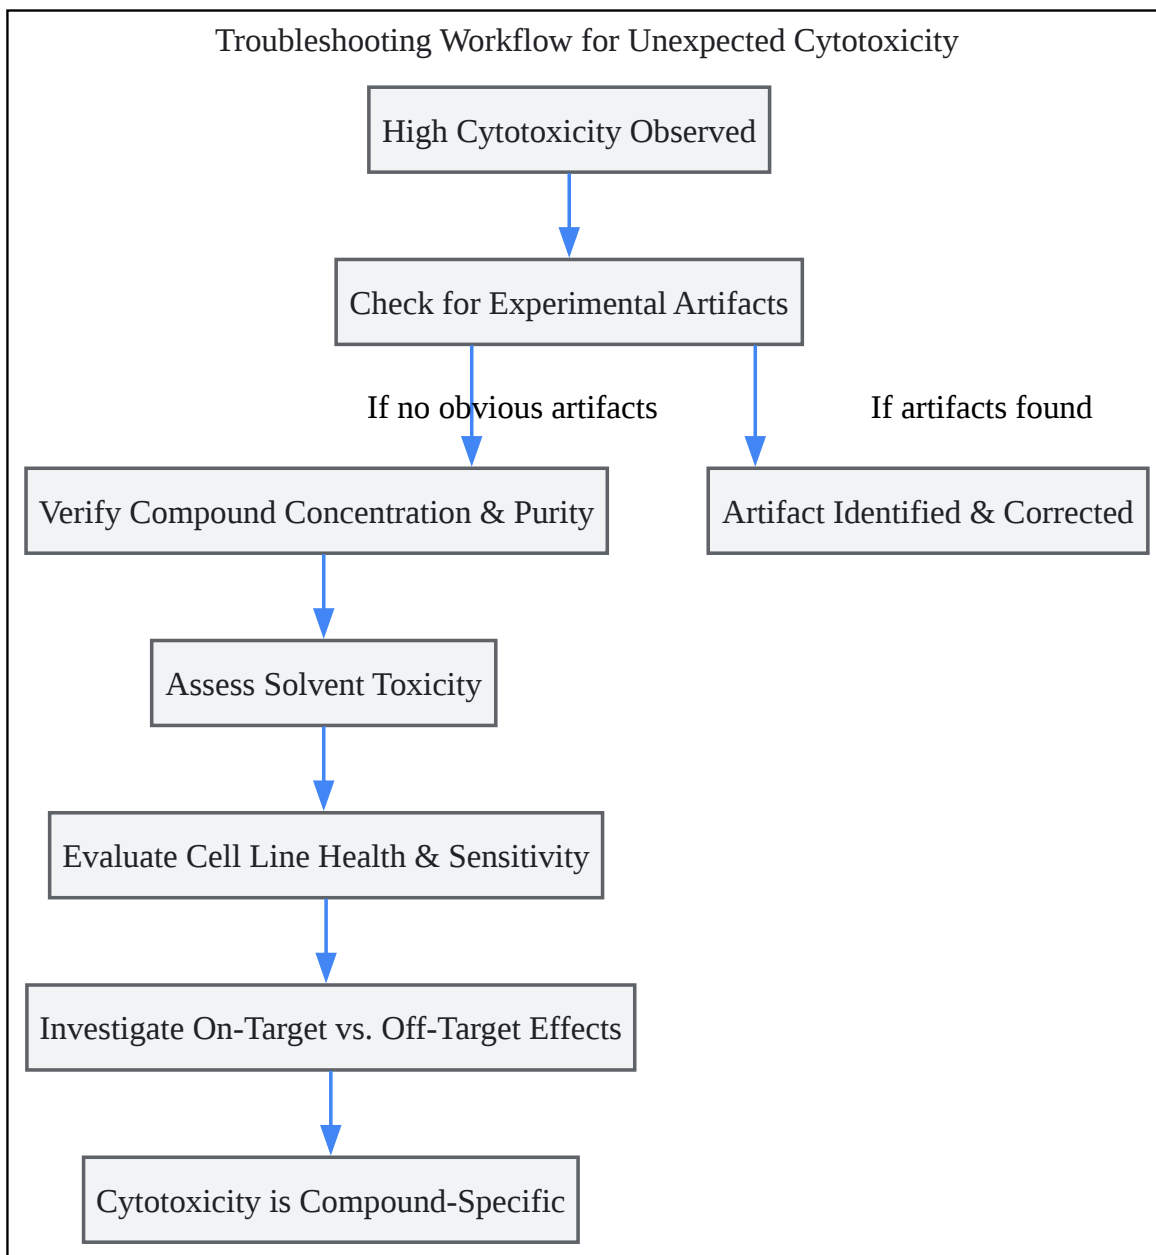 Troubleshooting Workflow for Unexpected Cytotoxicity
High Cytotoxicity Observed
Check for Experimental Artifacts
If no obvious artifacts
If artifacts found
Verify Compound Concentration & Purity
Artifact Identified & Corrected
Assess Solvent Toxicity
Evaluate Cell Line Health & Sensitivity
Investigate On-Target vs. Off-Target Effects
Cytotoxicity is Compound-Specific